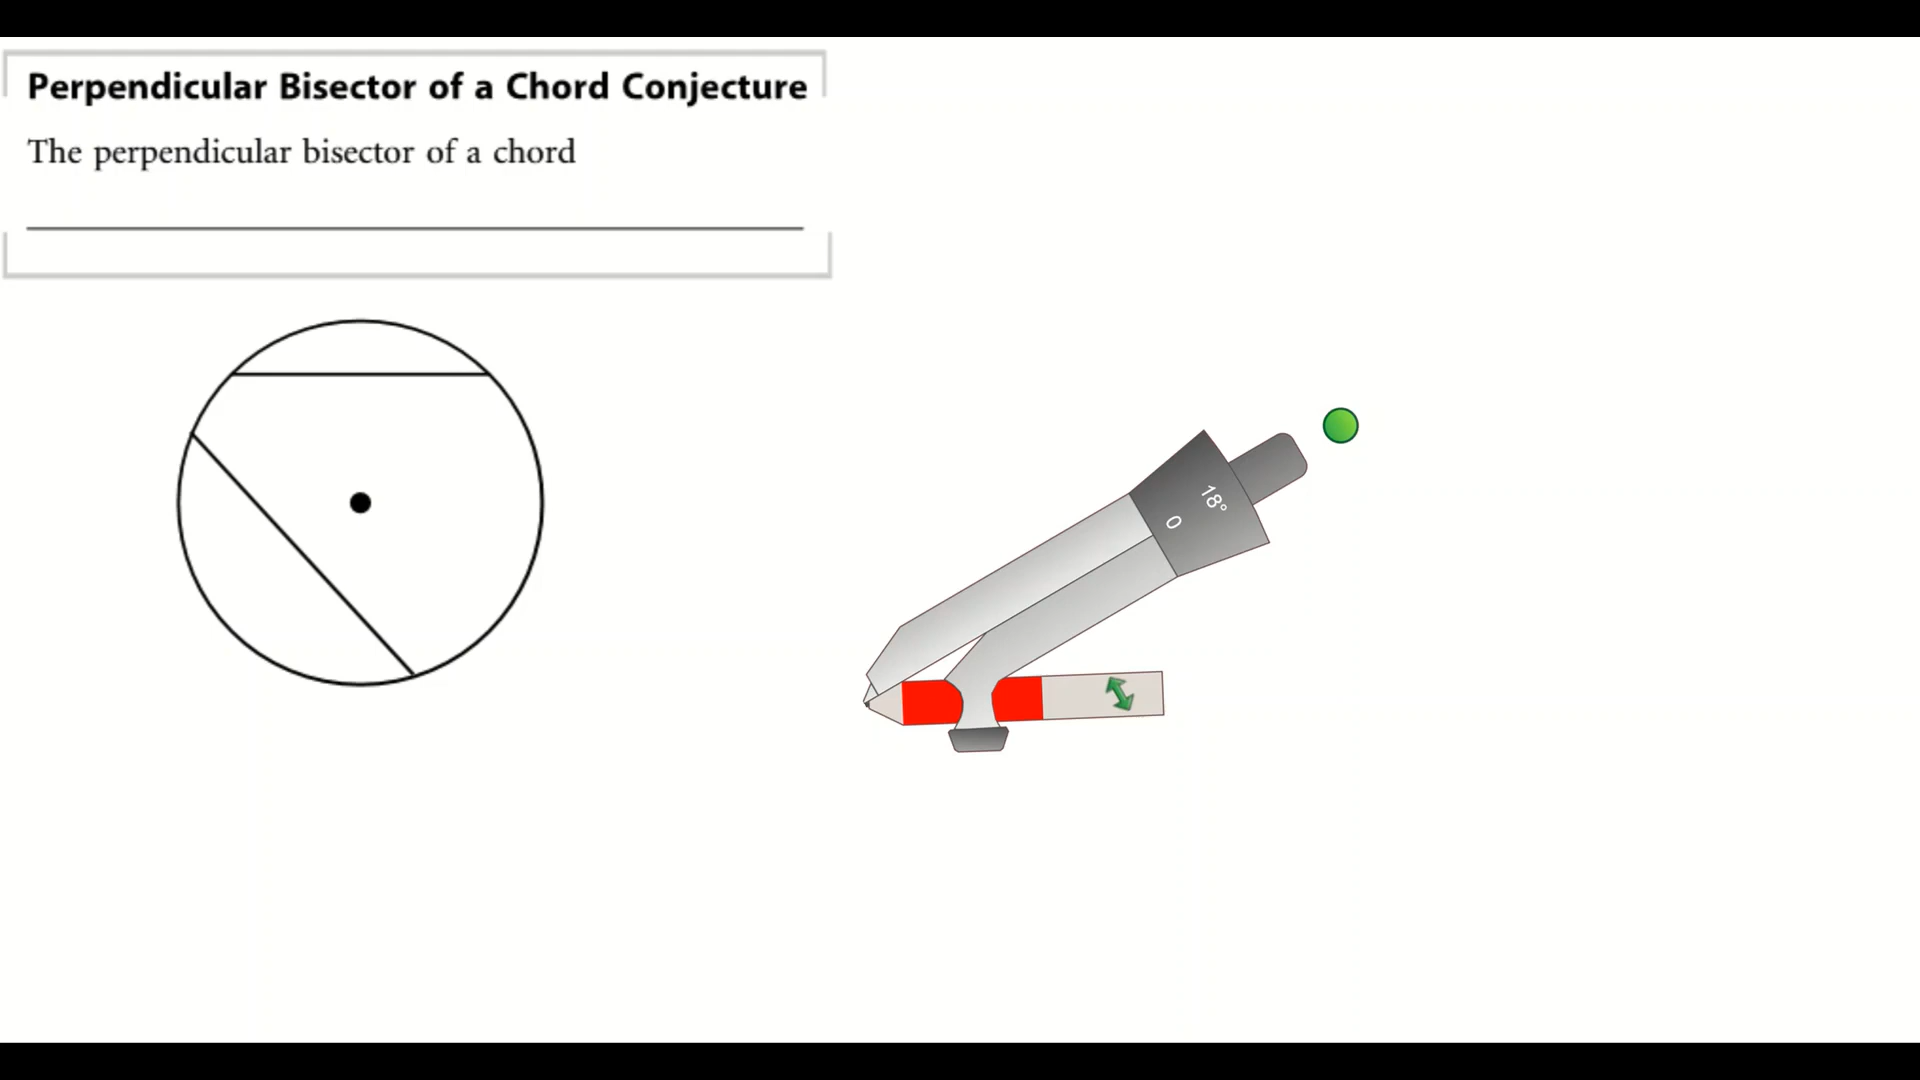 Perpendicular Bisector of a Chord Conjecture
The perpendicular bisector of a chord
18°
0